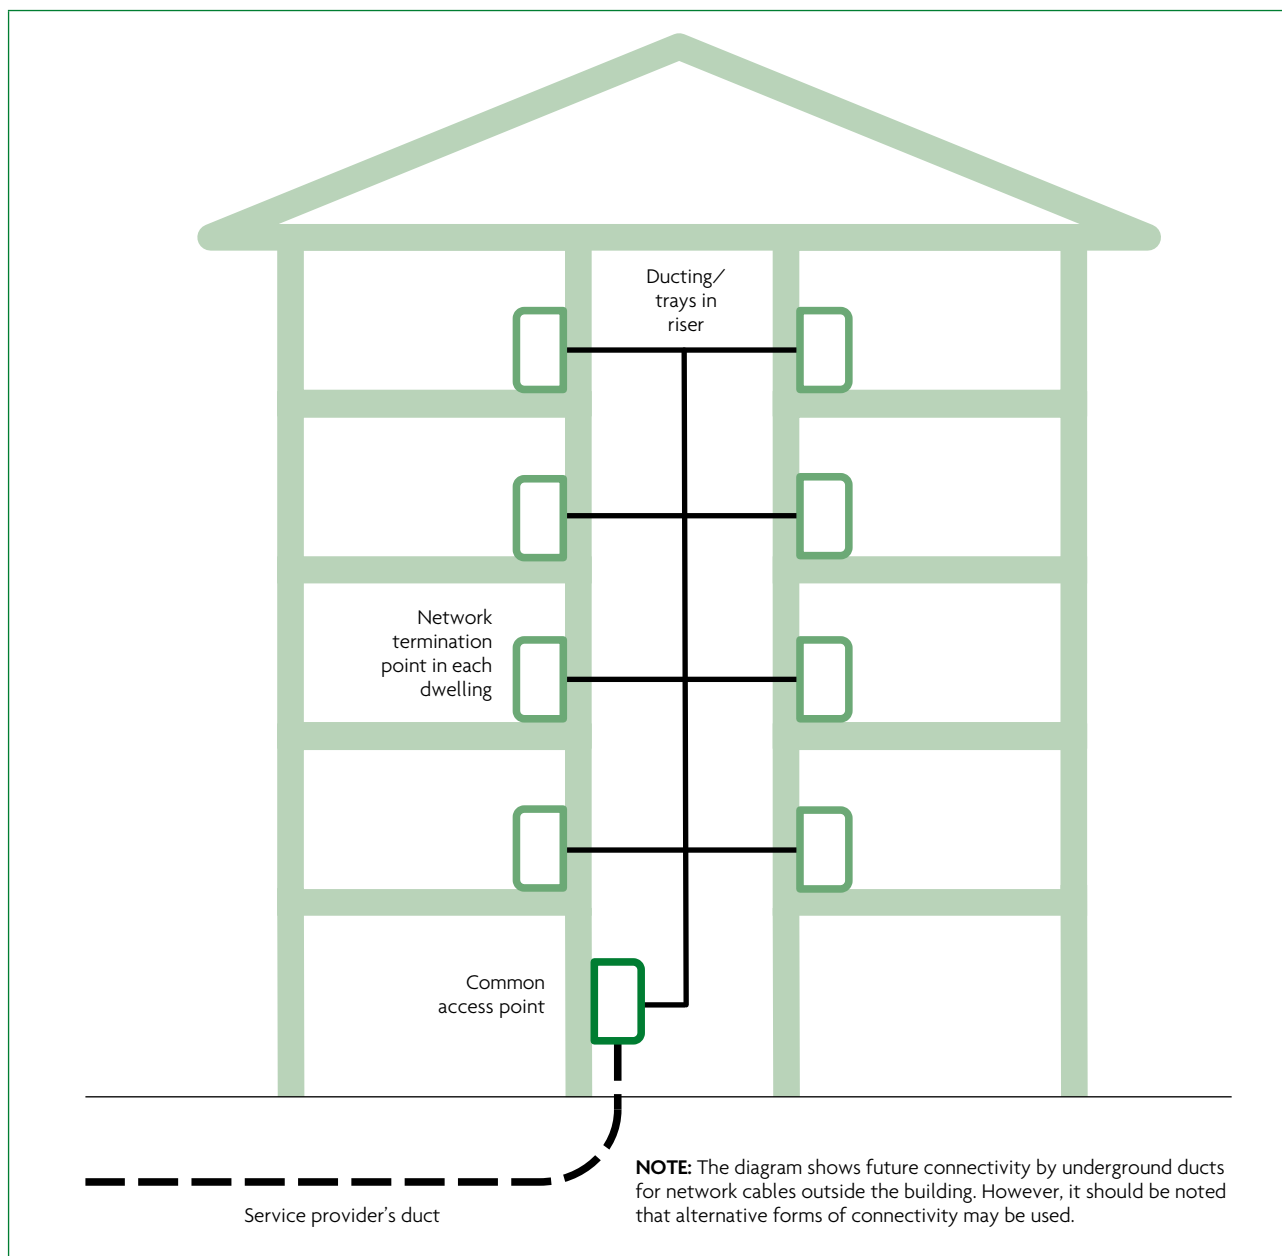 Ducting/
trays in
riser
Network
termination
point in each
dwelling
Common
access point
NOTE: The diagram shows future connectivity by underground ducts
for network cables outside the building. However, it should be noted
that alternative forms of connectivity may be used.
Service provider's duct